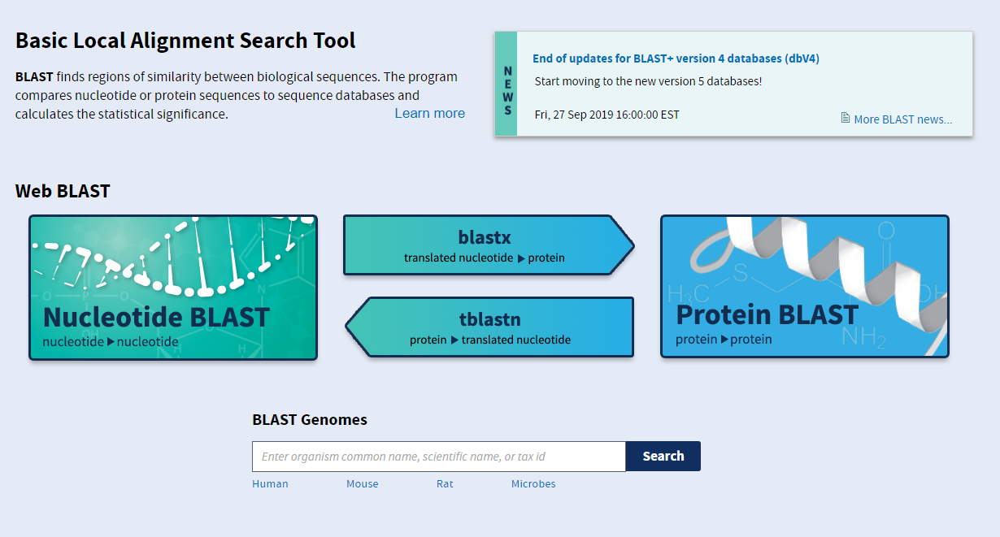 Basic Local Alignment Search Tool
BLAST finds regions of similarity between biological sequences. The program
compares nucleotide or protein sequences to sequence databases and
calculates the statistical significance.
Learn more
NEWS
End of updates for BLAST+ version 4 databases (dbV4)
Start moving to the new version 5 databases!
Fri, 27 Sep 2019 16:00:00 EST
More BLAST news...
Web BLAST
Nucleotide BLAST
nucleotide ▶ nucleotide
blastx
translated nucleotide ▶ protein
tblastn
protein ▶ translated nucleotide
Protein BLAST
protein ▶ protein
H₃C
S
O
OH
NH₂
O
P
O
OH
N
N
H
H
BLAST Genomes
Enter organism common name, scientific name, or tax id
Search
Human
Mouse
Rat
Microbes